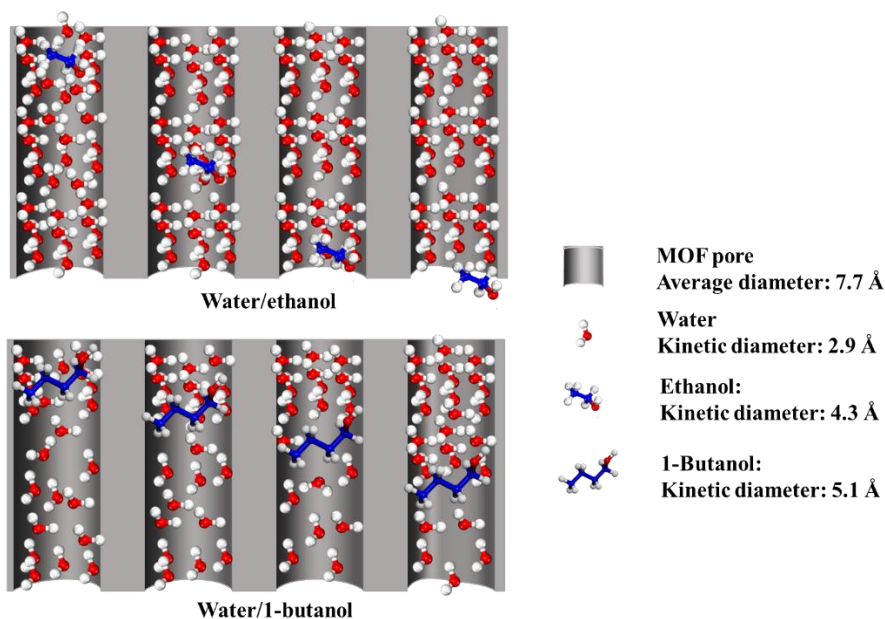 Water/ethanol
Water/1-butanol
MOF pore
Average diameter: 7.7 Å
Water
Kinetic diameter: 2.9 Å
Ethanol:
Kinetic diameter: 4.3 Å
1-Butanol:
Kinetic diameter: 5.1 Å